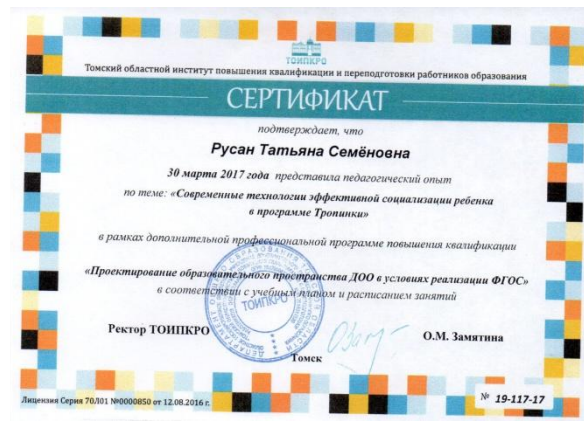 ТОИПКРО
Томский областной институт повышения квалификации и переподготовки работников образования
СЕРТИФИКАТ
подтверждает, что
Русан Татьяна Семёновна
30 марта 2017 года представила педагогический опыт
по теме: «Современные технологии эффективной социализации ребенка
в программе Тропинки»
в рамках дополнительной профессиональной программе повышения квалификации
«Проектирование образовательного пространства ДОО в условиях реализации ФГОС»
в соответствии с учебным планом и расписанием занятий
ТОИПКРО
Ректор ТОИПКРО
О.М. Замятина
Томск
Лицензия Серия 70Л01 №0000850 от 12.08.2016 г.
№ 19-117-17